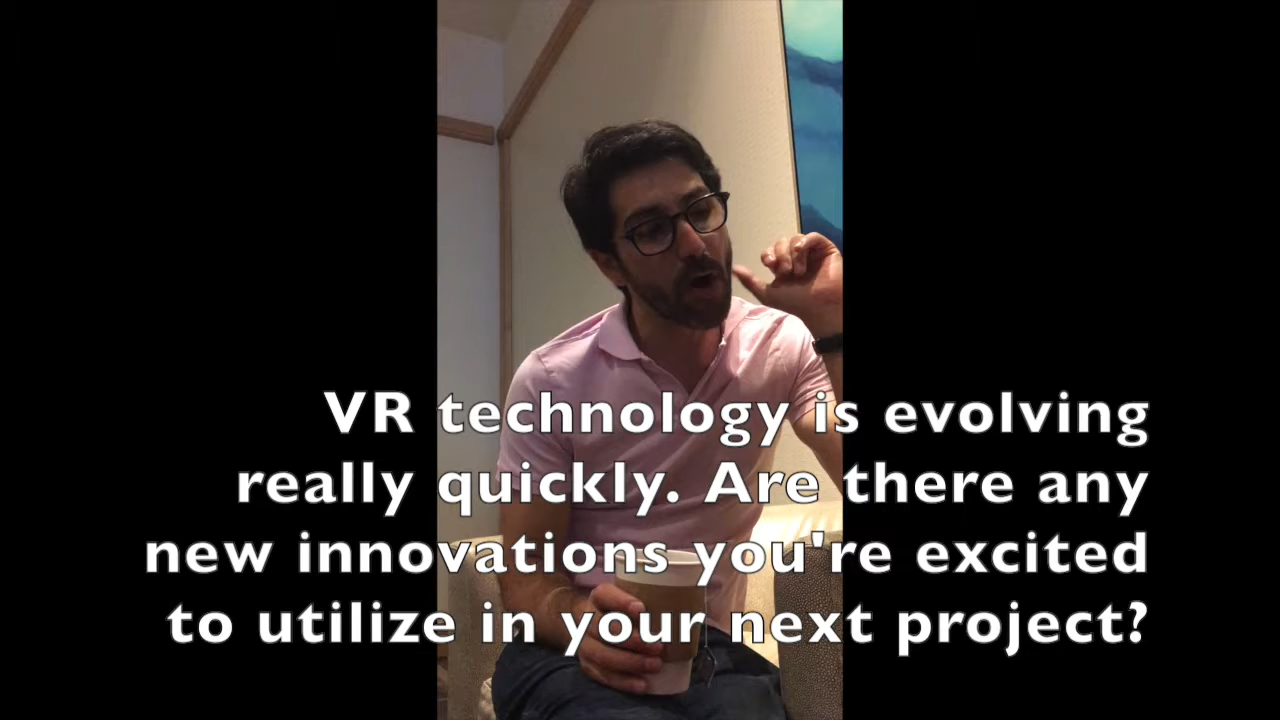 VR technology is evolving
really quickly. Are there any
new innovations you're excited
to utilize in your next project?